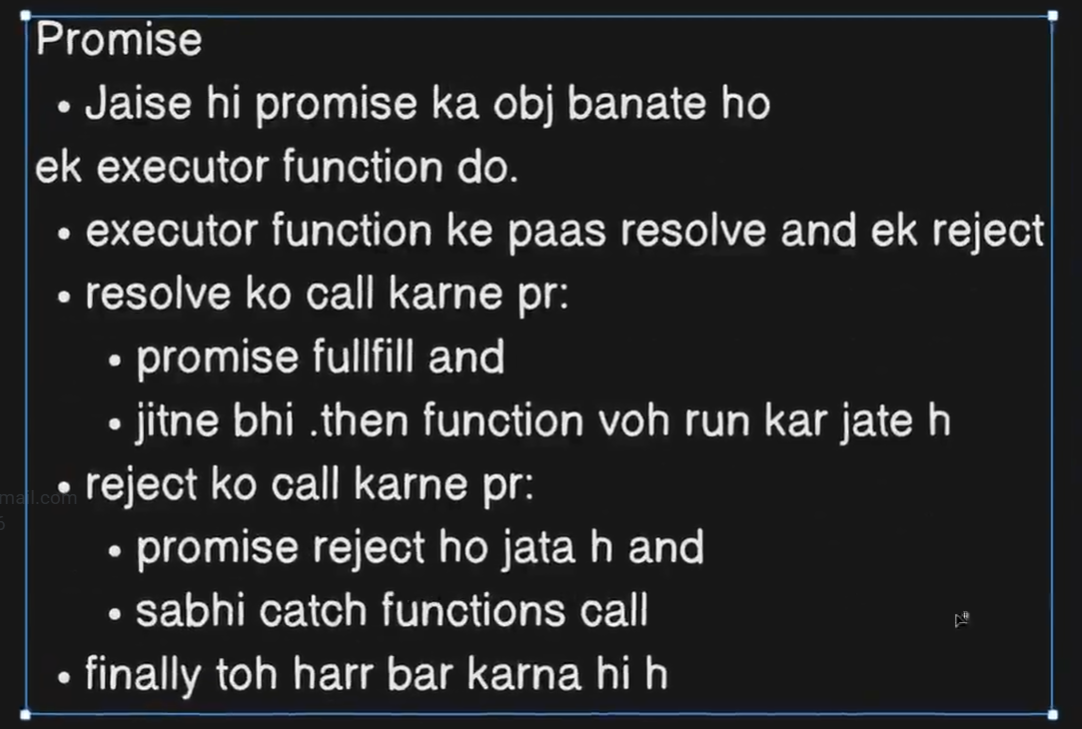 Promise
• Jaise hi promise ka obj banate ho
ek executor function do.
• executor function ke paas resolve and ek reject
• resolve ko call karne pr:
• promise fullfill and
• jitne bhi .then function voh run kar jate h
• reject ko call karne pr:
• promise reject ho jata h and
• sabhi catch functions call
• finally toh harr bar karna hi h
mail.com